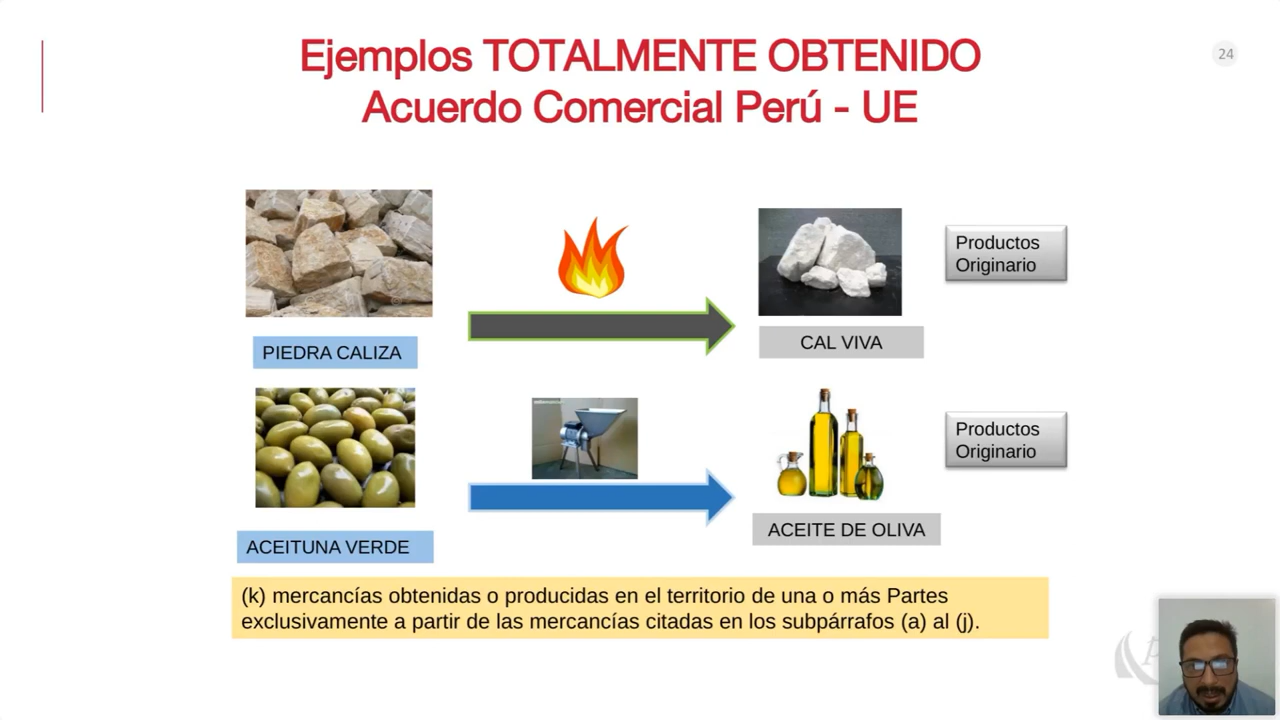 Ejemplos TOTALMENTE OBTENIDO
Acuerdo Comercial Perú - UE
24
Productos
Originario
PIEDRA CALIZA
CAL VIVA
Productos
Originario
ACEITUNA VERDE
ACEITE DE OLIVA
(k) mercancías obtenidas o producidas en el territorio de una o más Partes
exclusivamente a partir de las mercancías citadas en los subpárrafos (a) al (j).